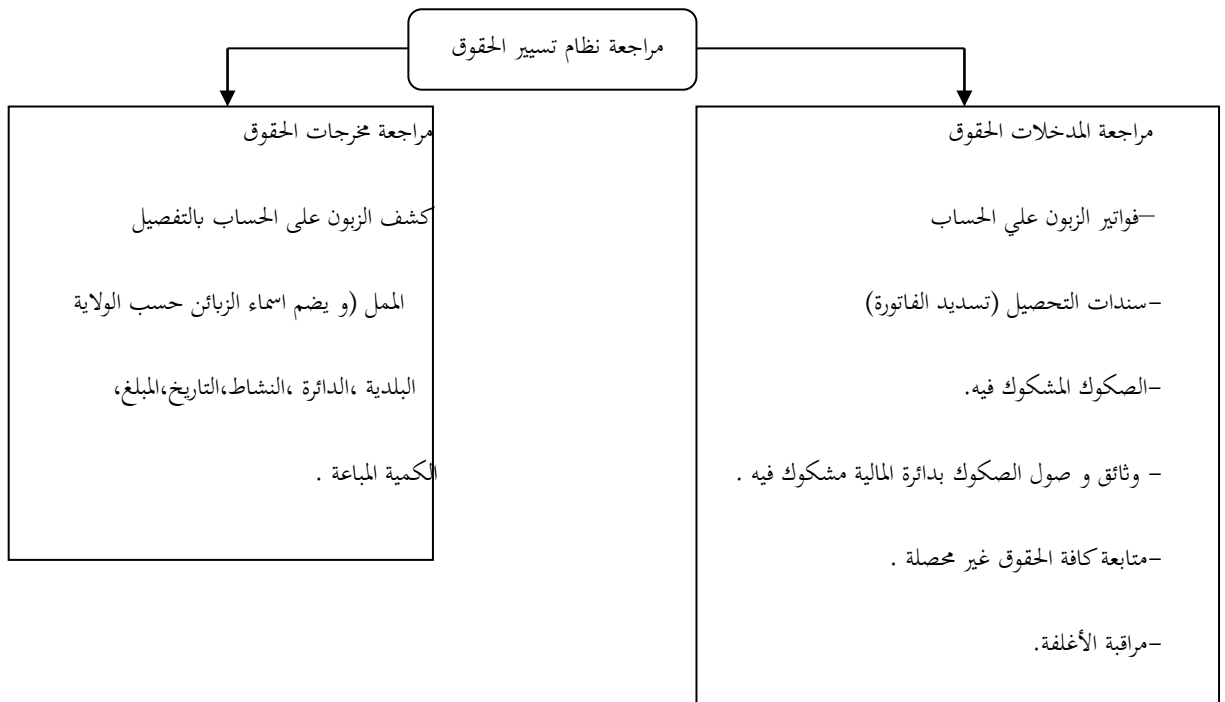 مراجعة نظام تسيير الحقوق
مراجعة المدخلات الحقوق
–فواتير الزبون علي الحساب
-سندات التحصيل (تسديد الفاتورة)
-الصكوك المشكوك فيه.
- وثائق و صول الصكوك بدائرة المالية مشكوك فيه .
-متابعة كافة الحقوق غير محصلة .
-مراقبة الأغلفة.
مراجعة مخرجات الحقوق
كشف الزبون على الحساب بالتفصيل
الممل (و يضم اسماء الزبائن حسب الولاية
البلدية ،الدائرة ،النشاط،التاريخ،المبلغ،
الكمية المباعة .